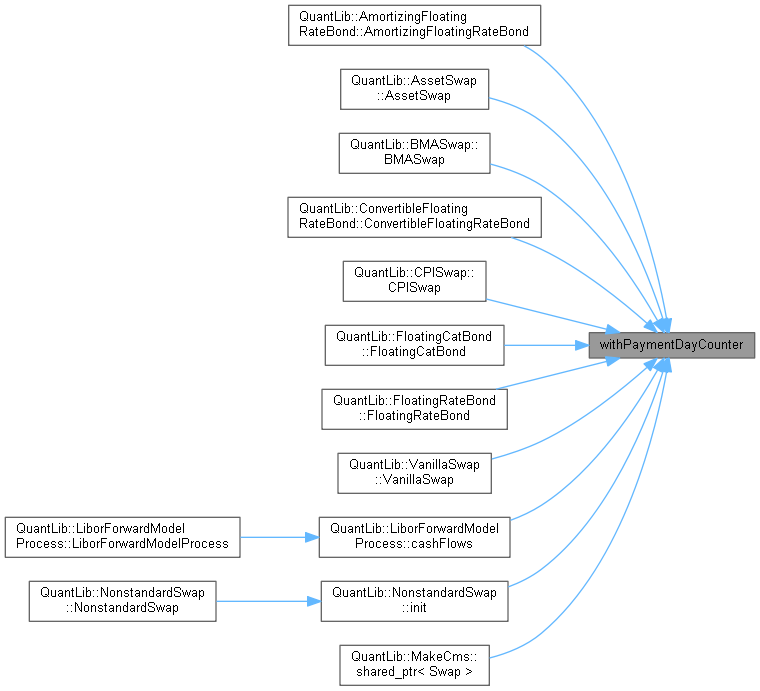 QuantLib::AmortizingFloating
RateBond::AmortizingFloatingRateBond
QuantLib::AssetSwap
::AssetSwap
QuantLib::BMASwap::
BMASwap
QuantLib::ConvertibleFloating
RateBond::ConvertibleFloatingRateBond
QuantLib::CPISwap::
CPISwap
QuantLib::FloatingCatBond
::FloatingCatBond
withPaymentDayCounter
QuantLib::FloatingRateBond
::FloatingRateBond
QuantLib::VanillaSwap
::VanillaSwap
QuantLib::LiborForwardModel
Process::LiborForwardModelProcess
QuantLib::LiborForwardModel
Process::cashFlows
QuantLib::NonstandardSwap
::NonstandardSwap
QuantLib::NonstandardSwap
::init
QuantLib::MakeCms::
shared_ptr< Swap >